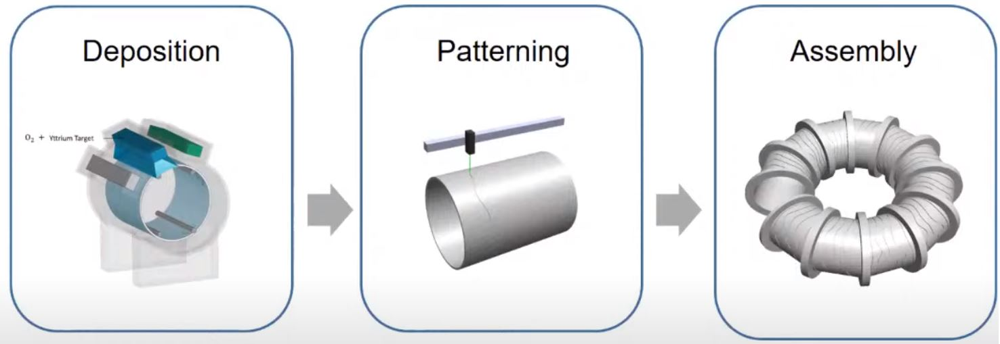 Deposition
O₂ + Yttrium Target
Patterning
Assembly